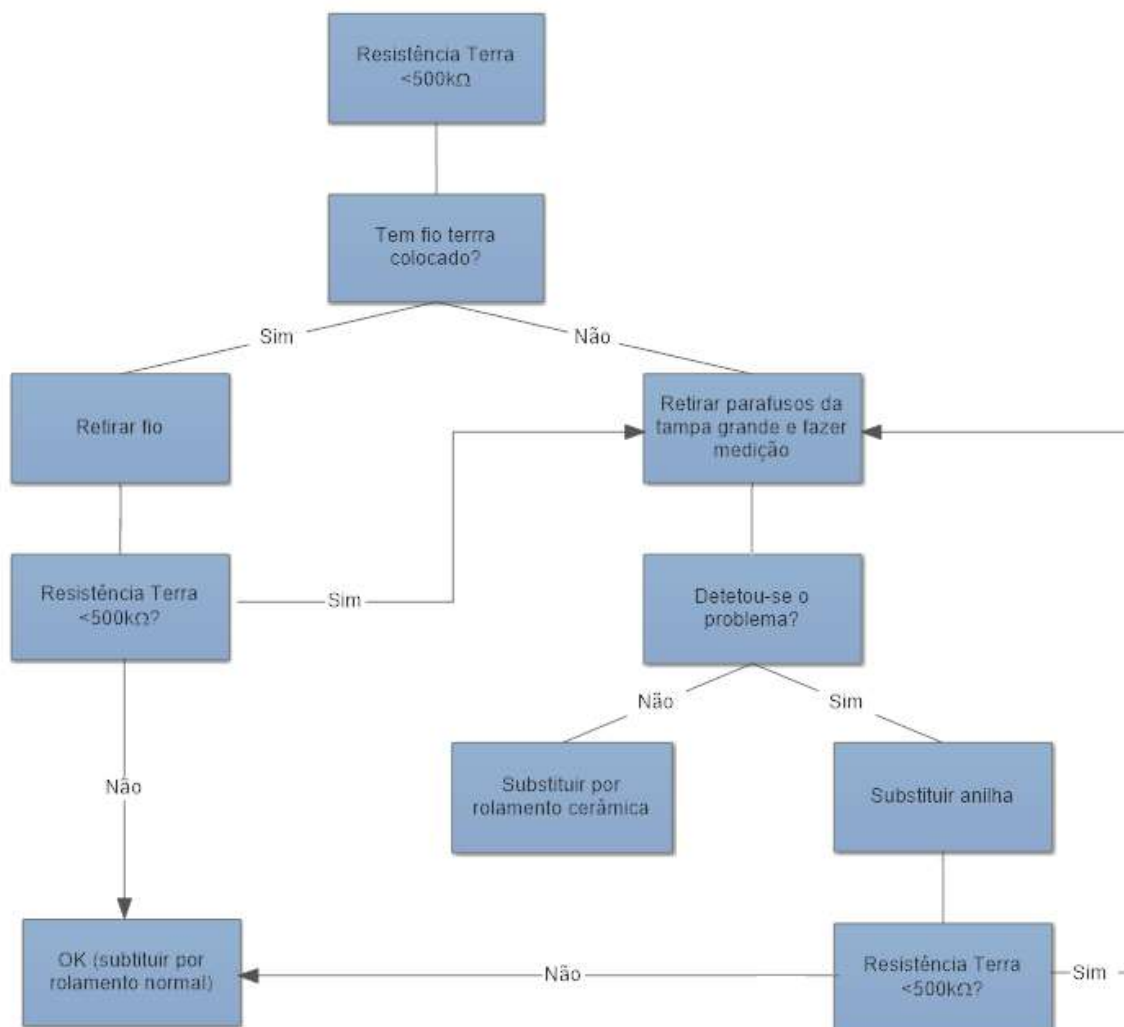 Resistência Terra
<500kΩ
Tem fio terrra
colocado?
Sim
Não
Retirar fio
Retirar parafusos da
tampa grande e fazer
medição
Resistência Terra
<500kΩ?
Sim
Detetou-se o
problema?
Não
Sim
Não
Substituir por
rolamento cerâmica
Substituir anilha
OK (subtituir por
rolamento normal)
Não
Resistência Terra
<500kΩ?
Sim